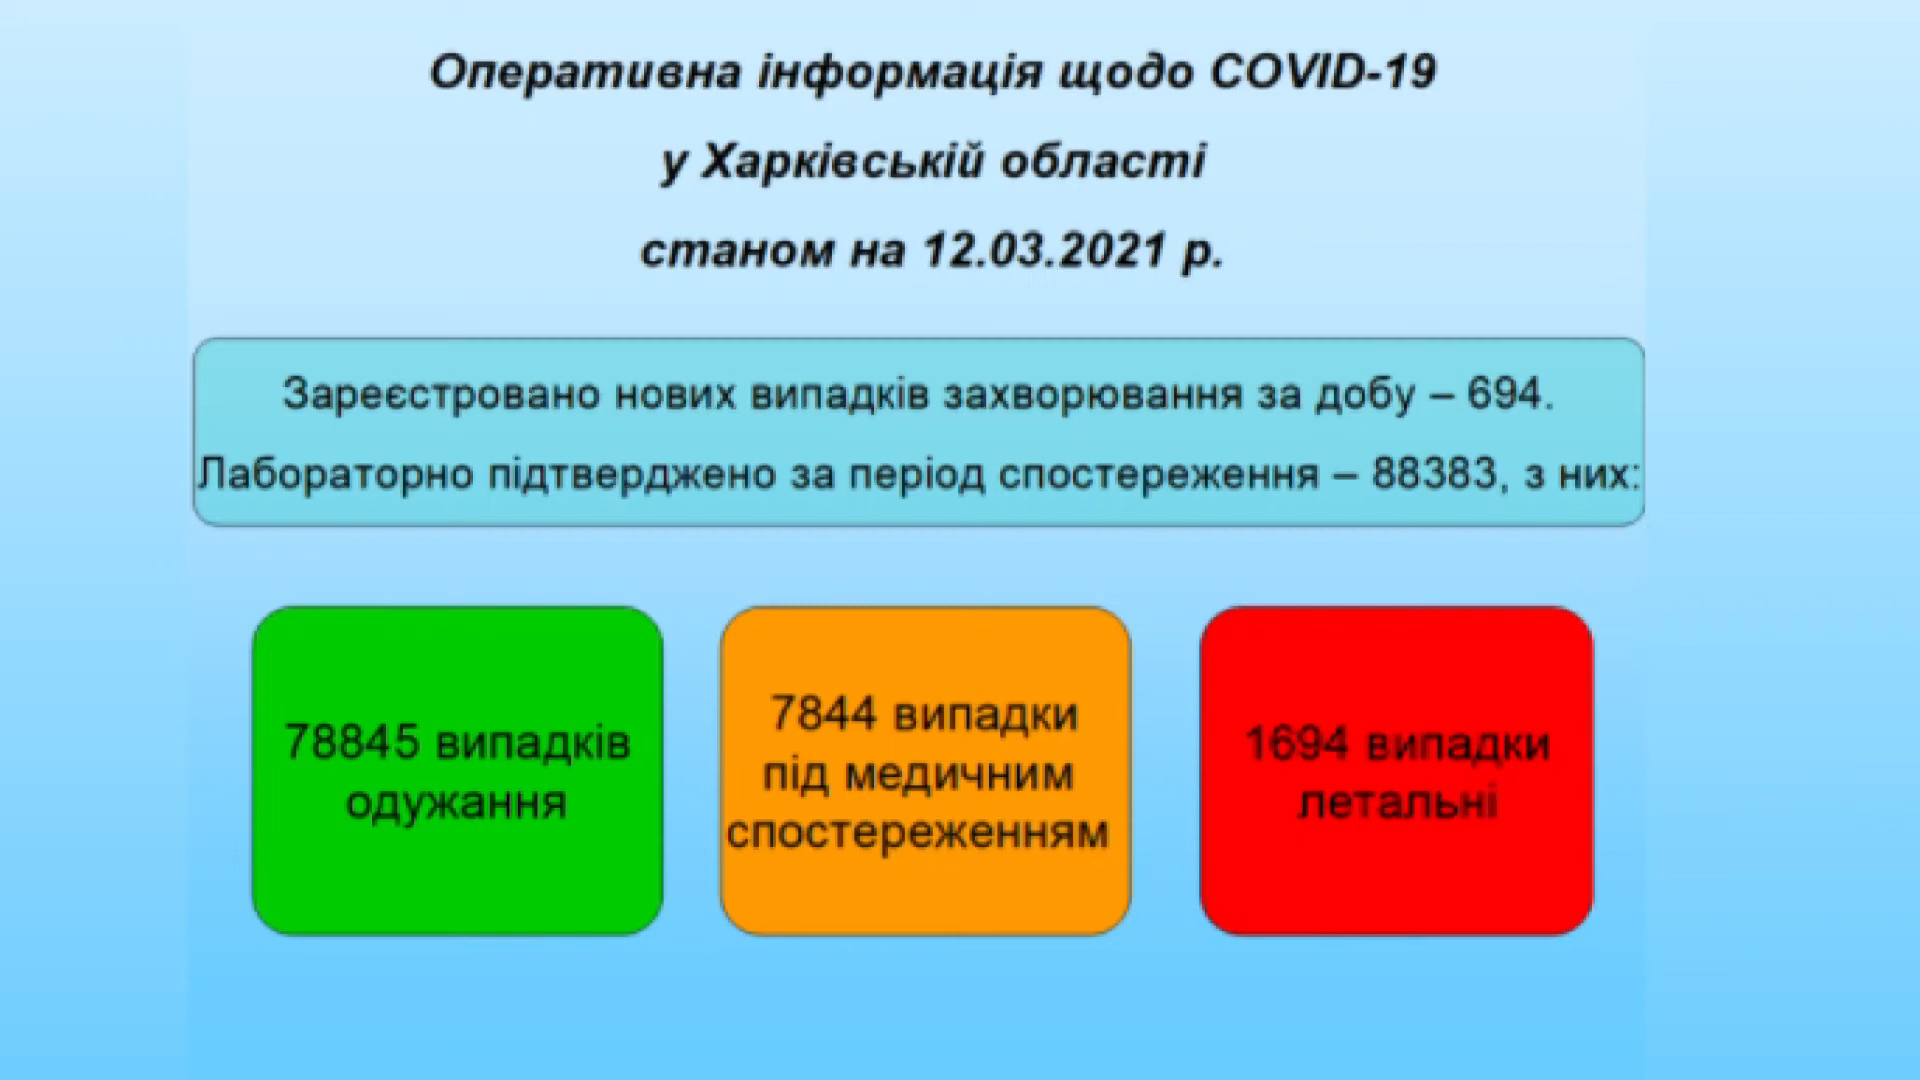 Оперативна інформація щодо COVID-19
у Харківській області
станом на 12.03.2021 р.
Зареєстровано нових випадків захворювання за добу – 694.
Лабораторно підтверджено за період спостереження – 88383, з них:
78845 випадків
одужання
7844 випадки
під медичним
спостереженням
1694 випадки
летальні